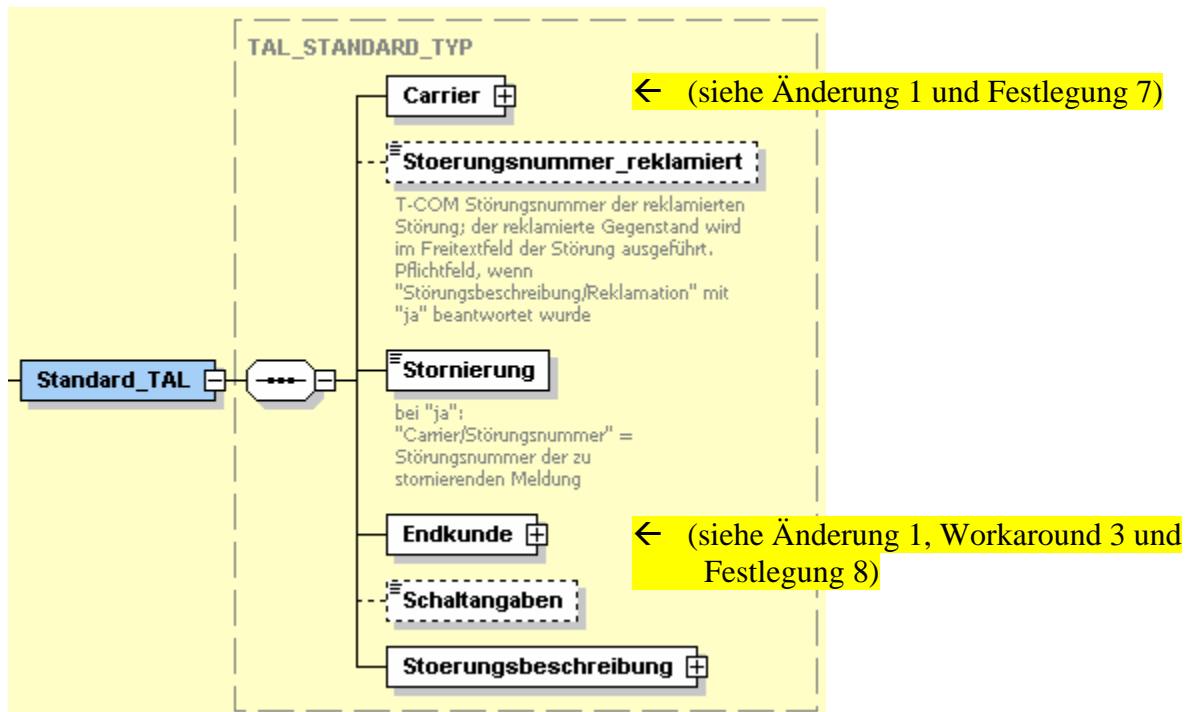 TAL_STANDARD_TYP
Carrier
← (siehe Änderung 1 und Festlegung 7)
Stoerungsnummer_reklamiert
T-COM Störungsnummer der reklamierten
Störung; der reklamierte Gegenstand wird
im Freitextfeld der Störung ausgeführt.
Pflichtfeld, wenn
"Störungsbeschreibung/Reklamation" mit
"ja" beantwortet wurde
Standard_TAL
Stornierung
bei "ja":
"Carrier/Störungsnummer" =
Störungsnummer der zu
stornierenden Meldung
Endkunde
← (siehe Änderung 1, Workaround 3 und
Festlegung 8)
Schaltangaben
Stoerungsbeschreibung